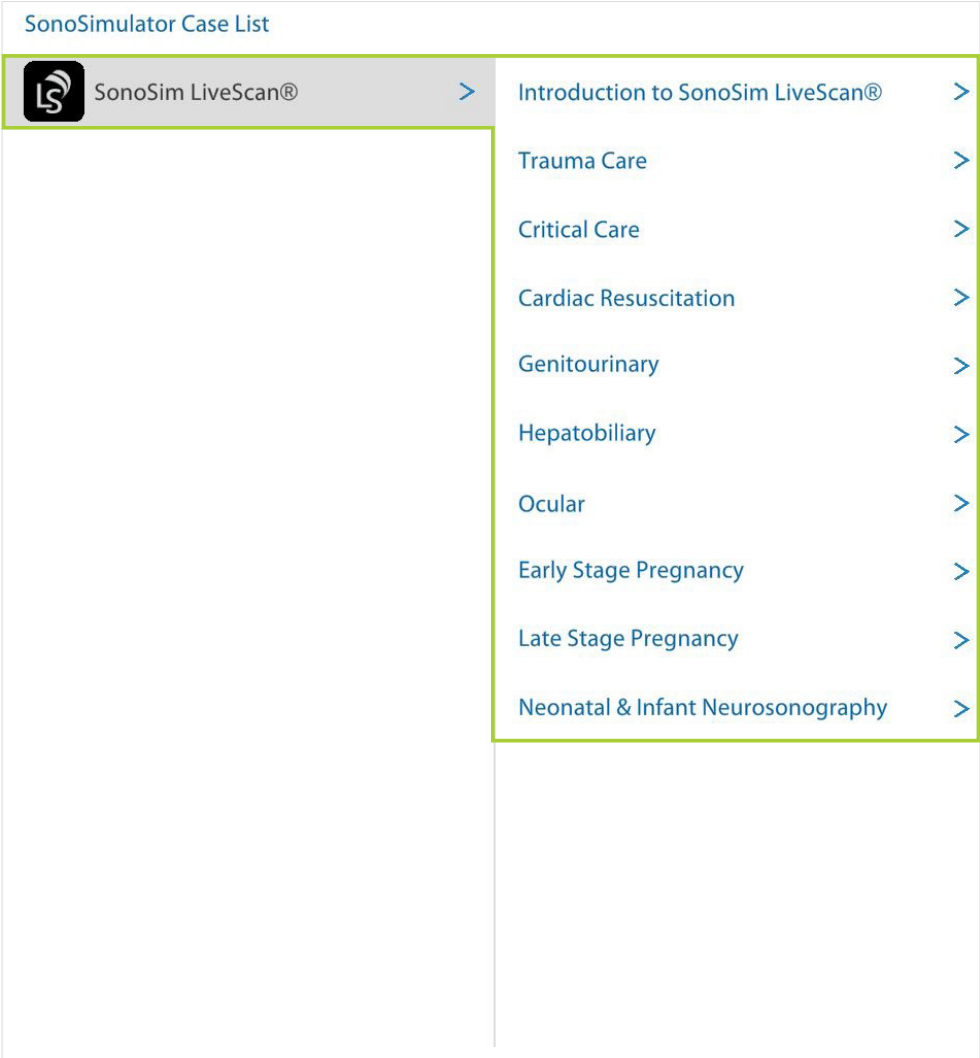 SonoSimulator Case List
LS
SonoSim LiveScan®
Introduction to SonoSim LiveScan®
Trauma Care
Critical Care
Cardiac Resuscitation
Genitourinary
Hepatobiliary
Ocular
Early Stage Pregnancy
Late Stage Pregnancy
Neonatal & Infant Neurosonography